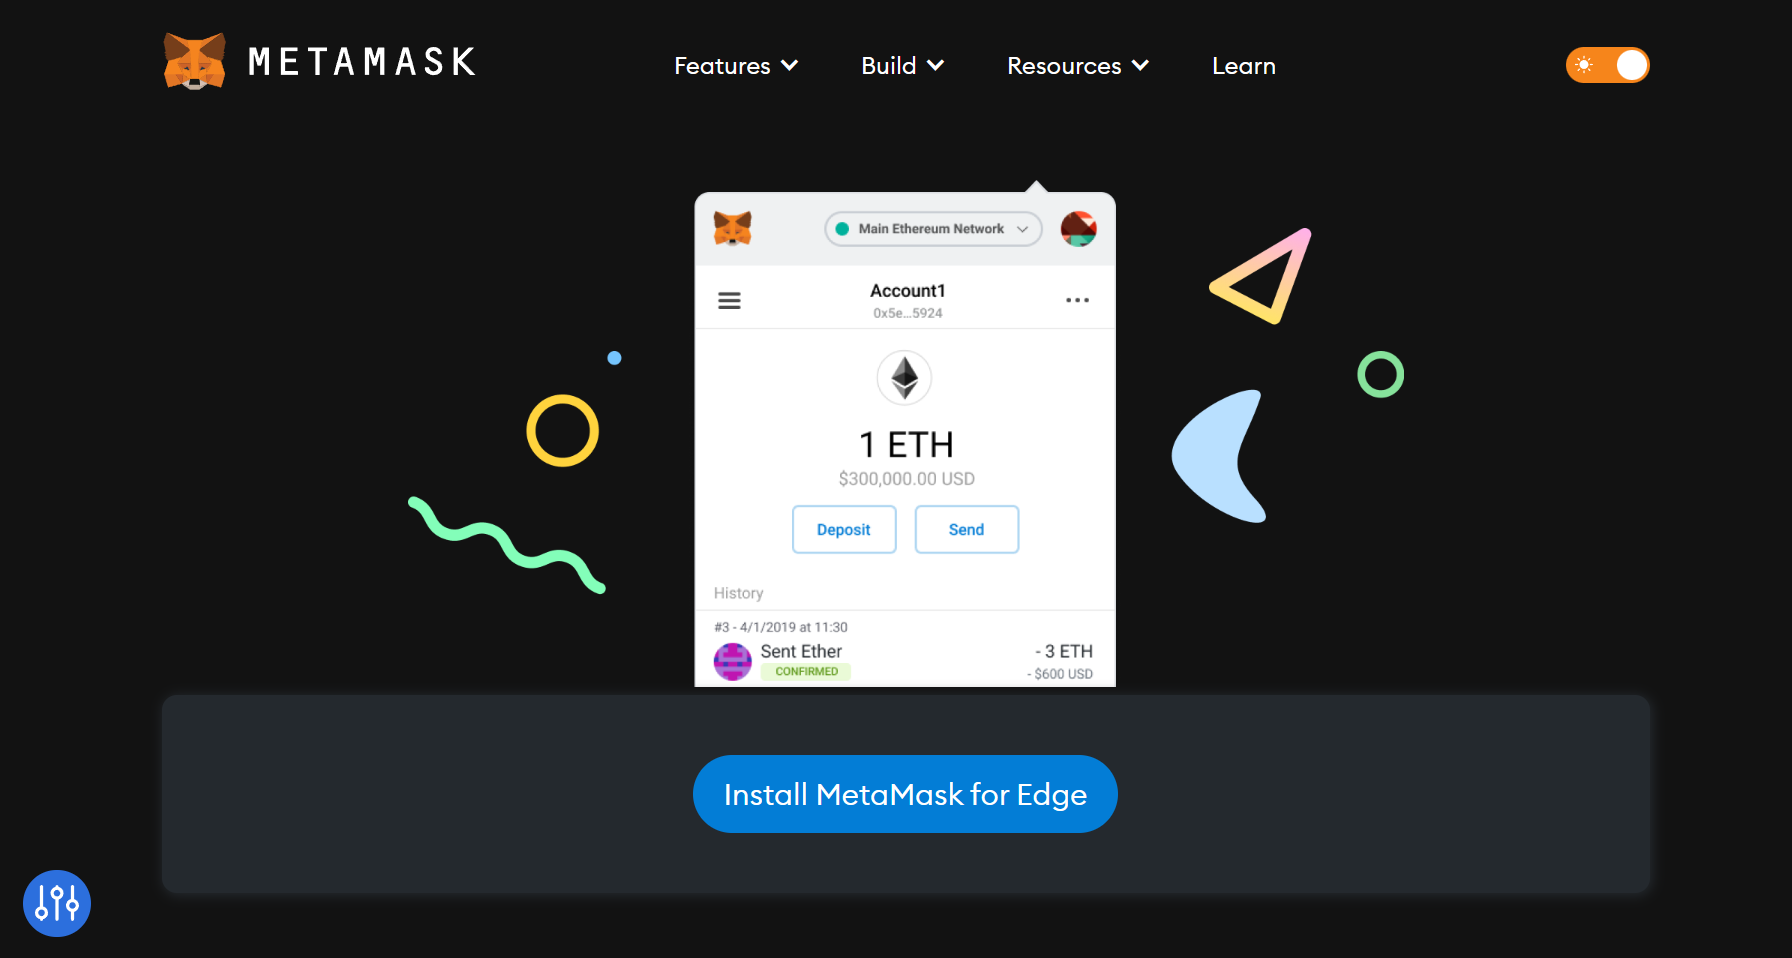 METAMASK
Features
Build
Resources
Learn
Main Ethereum Network
Account1
0x5e...5924
1 ETH
$300,000.00 USD
Deposit
Send
History
#3 - 4/1/2019 at 11:30
Sent Ether
- 3 ETH
CONFIRMED
- $600 USD
Install MetaMask for Edge